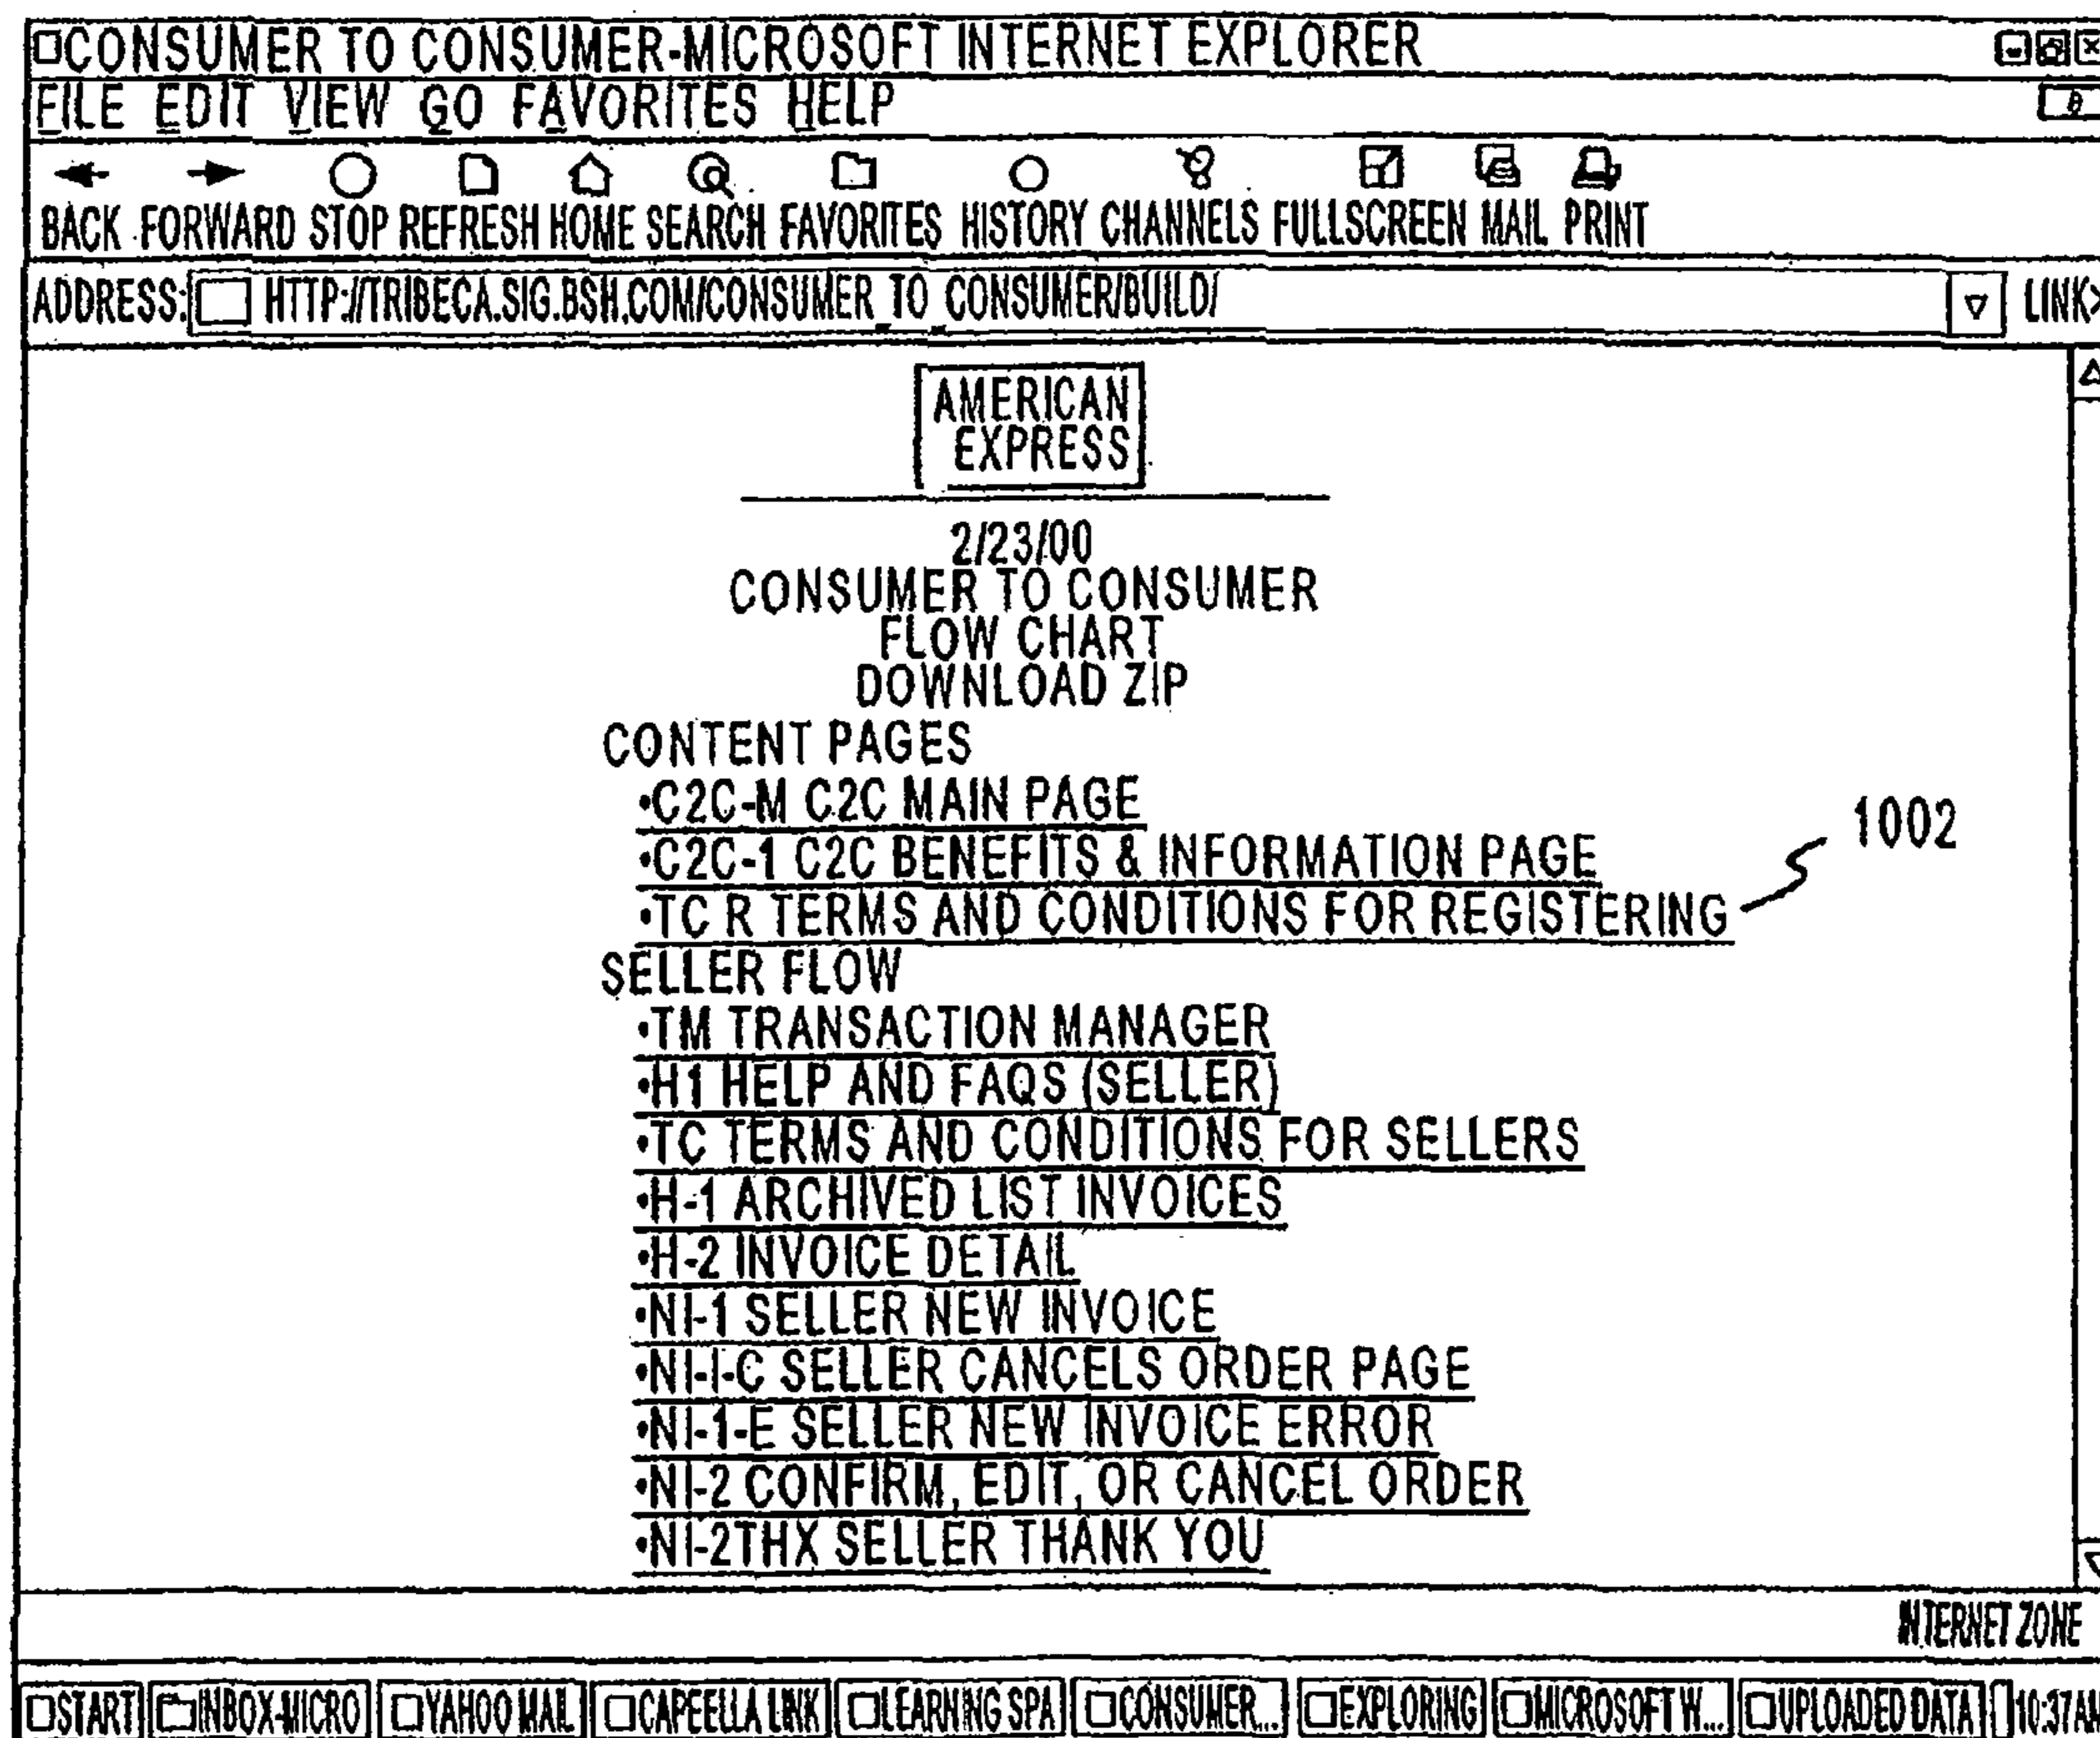 CONSUMER TO CONSUMER-MICROSOFT INTERNET EXPLORER
FILE EDIT VIEW GO FAVORITES HELP
BACK FORWARD STOP REFRESH HOME SEARCH FAVORITES HISTORY CHANNELS FULLSCREEN MAIL PRINT
ADDRESS: HTTP://TRIBECA.SIG.BSH.COM/CONSUMER_TO_CONSUMER/BUILD/ LINK>
AMERICAN
EXPRESS
2/23/00
CONSUMER TO CONSUMER
FLOW CHART
DOWNLOAD ZIP
CONTENT PAGES
•C2C-M C2C MAIN PAGE
1002
•C2C-1 C2C BENEFITS & INFORMATION PAGE
•TC R TERMS AND CONDITIONS FOR REGISTERING
SELLER FLOW
•TM TRANSACTION MANAGER
•H1 HELP AND FAQS (SELLER)
•TC TERMS AND CONDITIONS FOR SELLERS
•H-1 ARCHIVED LIST INVOICES
•H-2 INVOICE DETAIL
•NI-1 SELLER NEW INVOICE
•NI-I-C SELLER CANCELS ORDER PAGE
•NI-1-E SELLER NEW INVOICE ERROR
•NI-2 CONFIRM, EDIT, OR CANCEL ORDER
•NI-2THX SELLER THANK YOU
INTERNET ZONE
START INBOX-MICRO YAHOO MAIL CAPEELLA LINK LEARNING SPA CONSUMER... EXPLORING MICROSOFT W... UPLOADED DATA 10:37AM